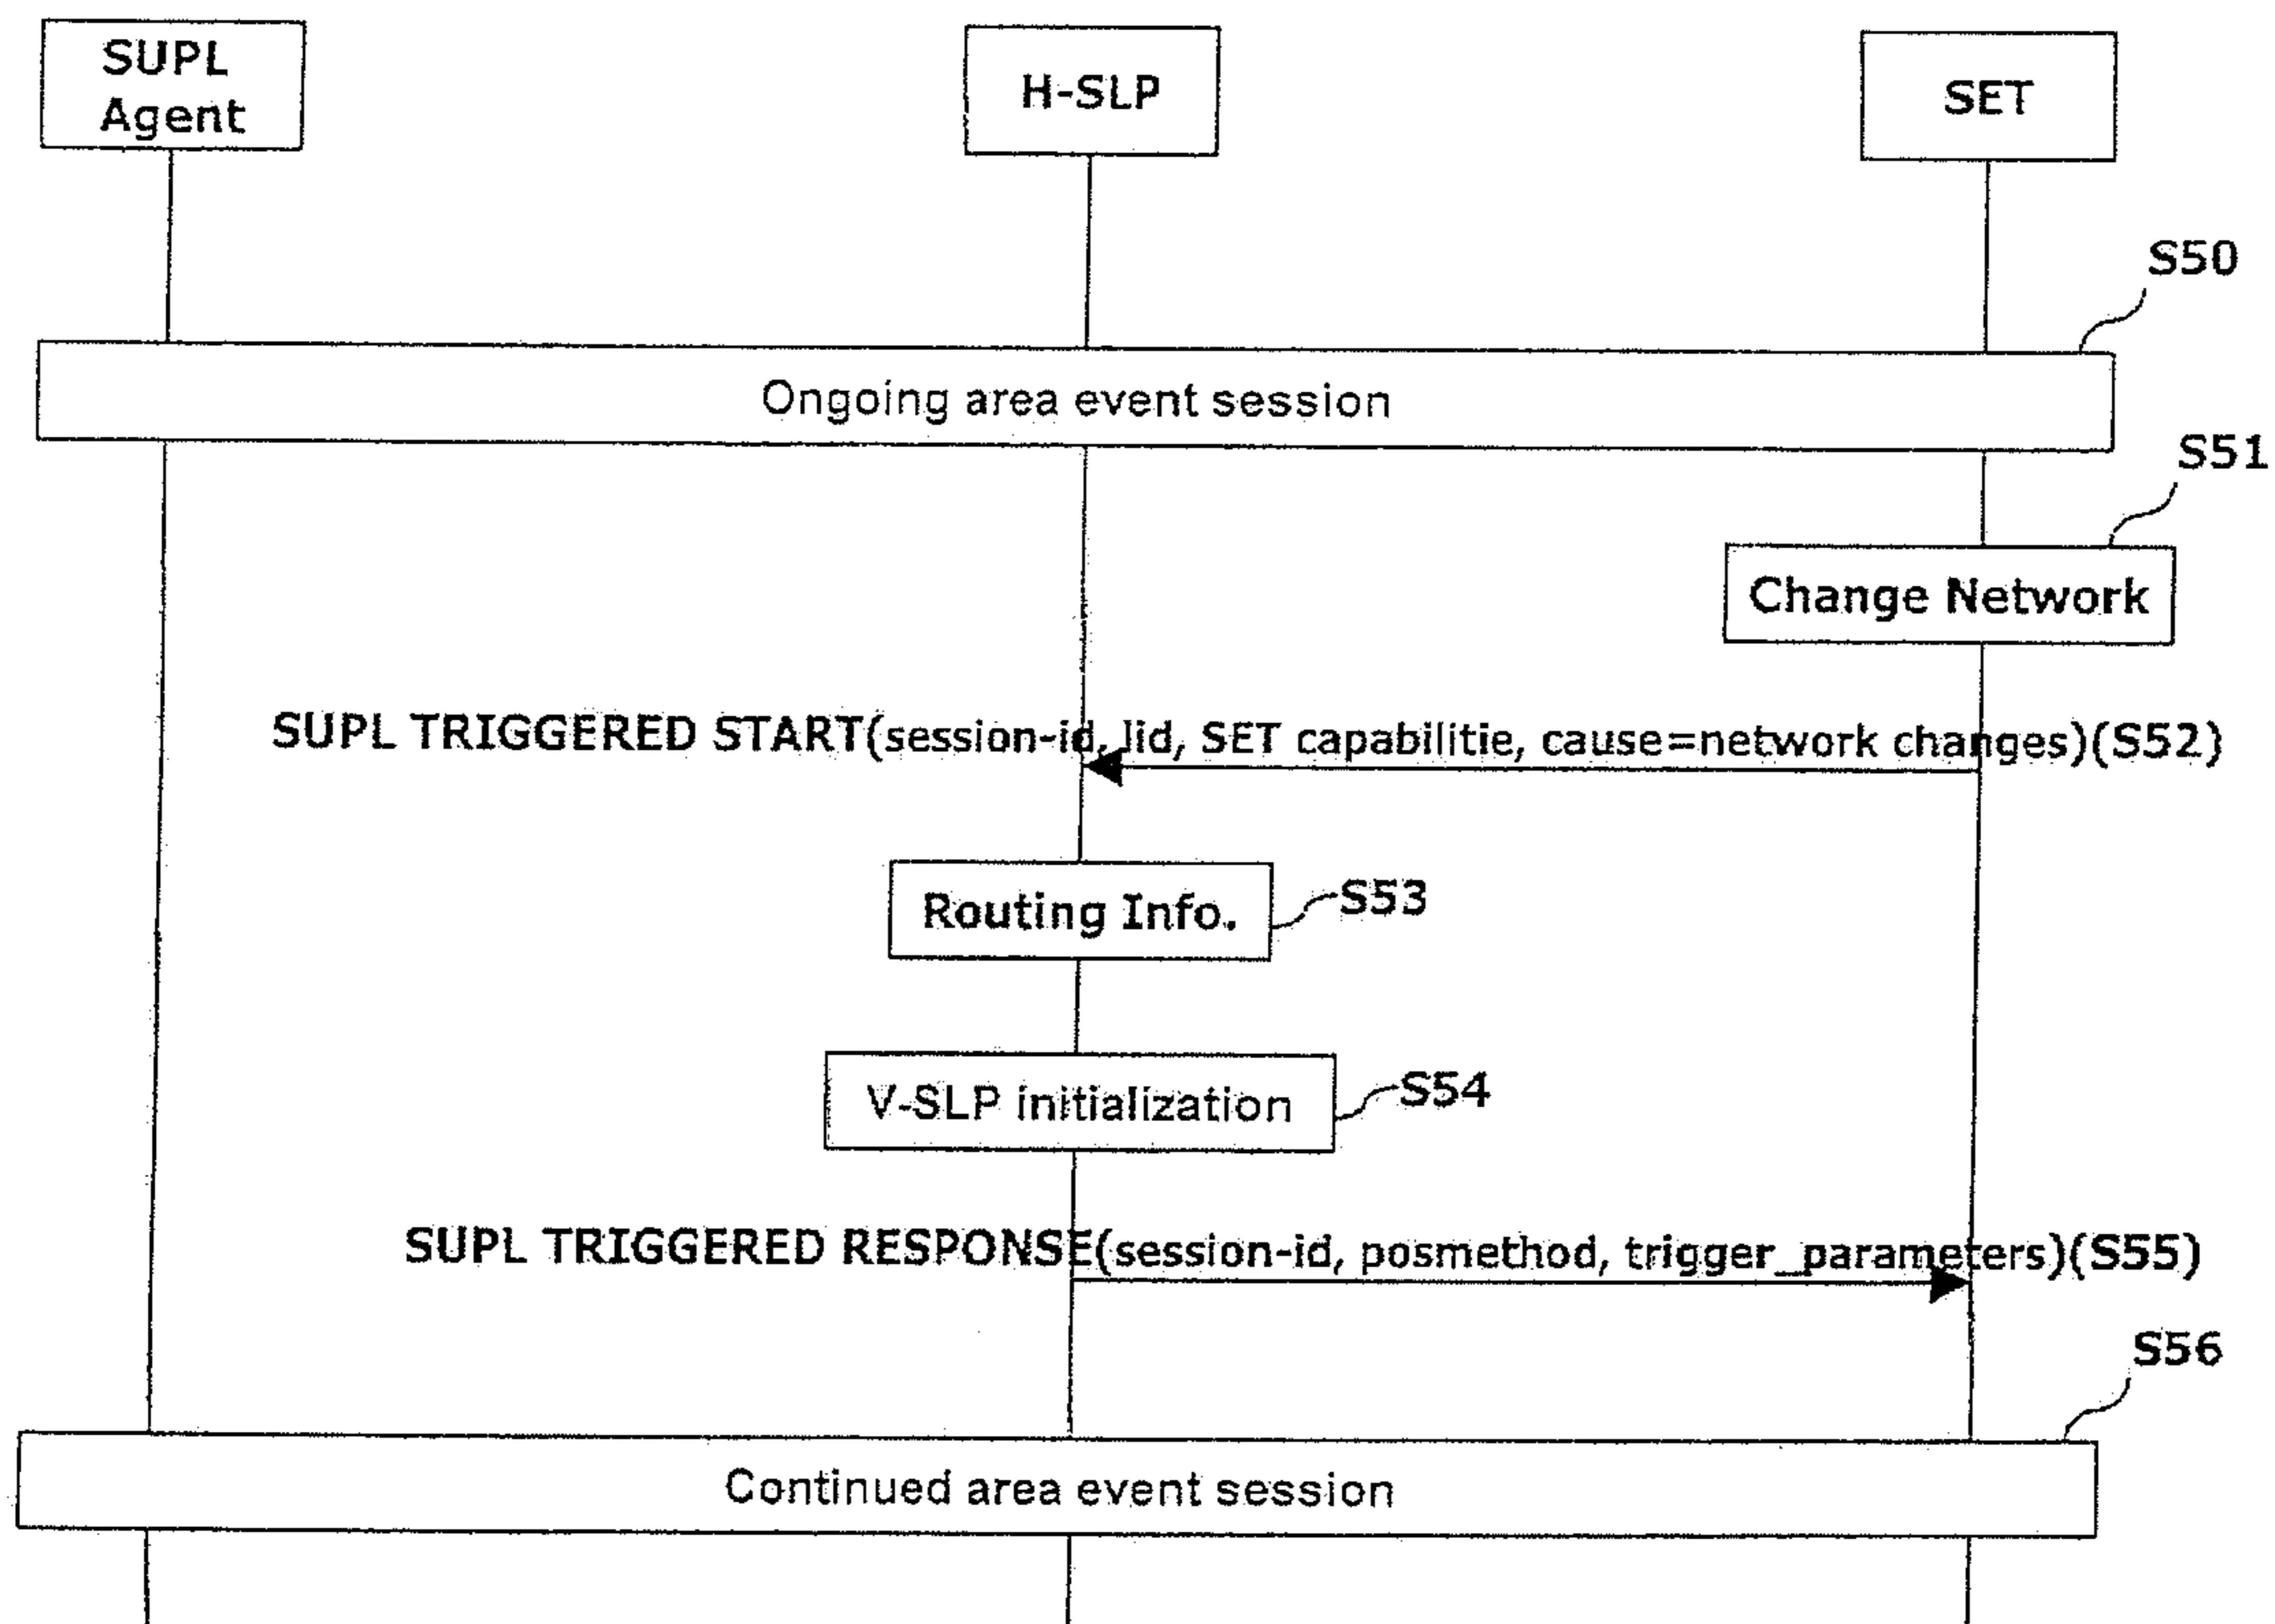 SUPL
Agent
H-SLP
SET
S50
Ongoing area event session
S51
Change Network
SUPL TRIGGERED START(session-id, lid, SET capabilitie, cause=network changes)(S52)
Routing Info.
S53
V-SLP initialization
S54
SUPL TRIGGERED RESPONSE(session-id, posmethod, trigger_parameters)(S55)
S56
Continued area event session